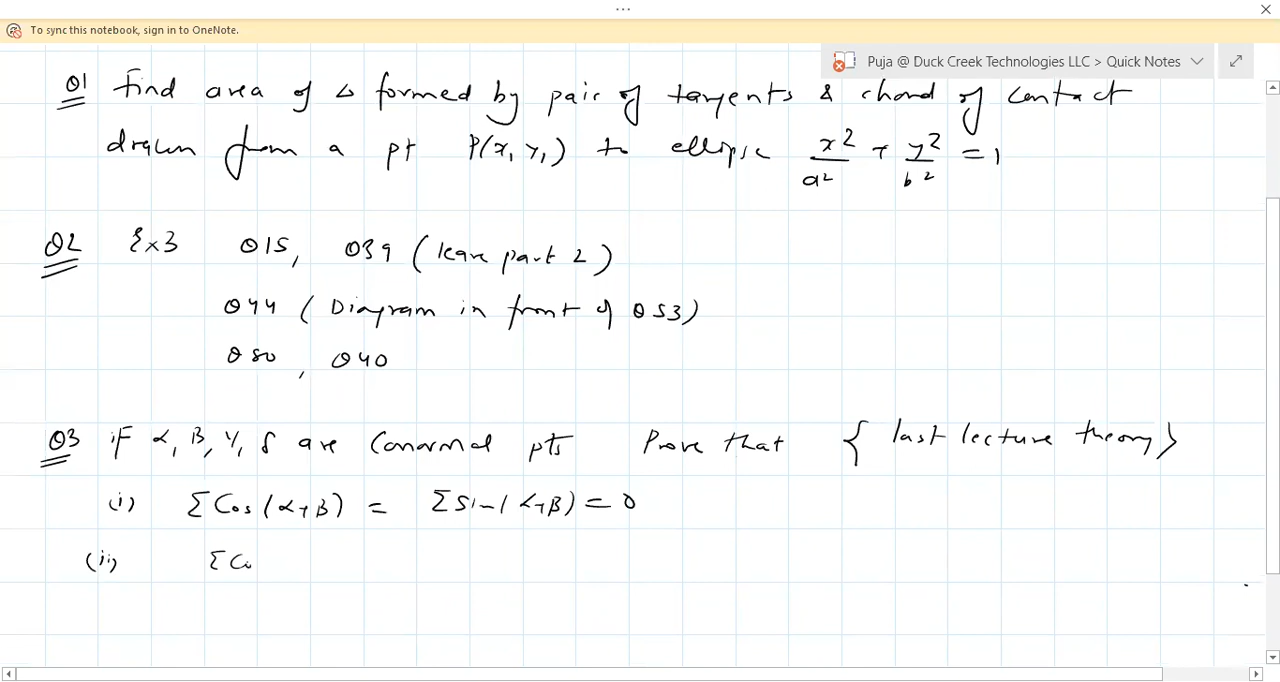 To sync this notebook, sign in to OneNote.
Puja @ Duck Creek Technologies LLC > Quick Notes
Q1 Find area of Δ formed by pair of tangents & chord of contact
drawn from a pt P(x₁ y₁) to ellipse x²/a² + y²/b² = 1
Q2 Ex3 Q15, Q39 (leave part 2)
Q44 (Diagram in front of Q53)
Q50, Q40
Q3 if α, β, γ, δ are Conormal pts Prove that {last lecture theory}
(i) Σ Cos(α+β) = Σ Sin(α+β) = 0
(ii) Σ Co